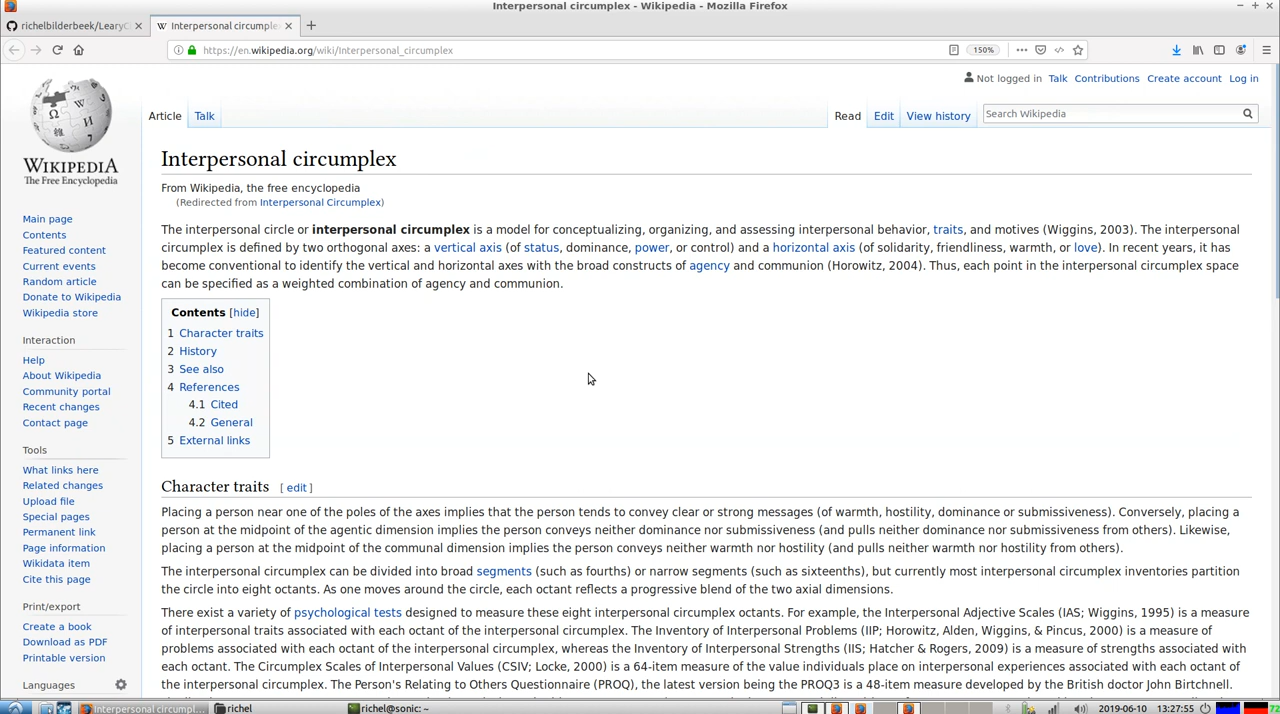 Interpersonal circumplex - Wikipedia - Mozilla Firefox
richelbilderbeek/LearyC
Interpersonal circumplex
https://en.wikipedia.org/wiki/Interpersonal_circumplex
150%
Not logged in Talk Contributions Create account Log in
Article Talk Read Edit View history Search Wikipedia
WIKIPEDIA
The Free Encyclopedia
Main page
Contents
Featured content
Current events
Random article
Donate to Wikipedia
Wikipedia store
Interaction
Help
About Wikipedia
Community portal
Recent changes
Contact page
Tools
What links here
Related changes
Upload file
Special pages
Permanent link
Page information
Wikidata item
Cite this page
Print/export
Create a book
Download as PDF
Printable version
Languages
Interpersonal circumplex
From Wikipedia, the free encyclopedia
(Redirected from Interpersonal Circumplex)
The interpersonal circle or interpersonal circumplex is a model for conceptualizing, organizing, and assessing interpersonal behavior, traits, and motives (Wiggins, 2003). The interpersonal
circumplex is defined by two orthogonal axes: a vertical axis (of status, dominance, power, or control) and a horizontal axis (of solidarity, friendliness, warmth, or love). In recent years, it has
become conventional to identify the vertical and horizontal axes with the broad constructs of agency and communion (Horowitz, 2004). Thus, each point in the interpersonal circumplex space
can be specified as a weighted combination of agency and communion.
Contents [hide]
1 Character traits
2 History
3 See also
4 References
4.1 Cited
4.2 General
5 External links
Character traits [ edit ]
Placing a person near one of the poles of the axes implies that the person tends to convey clear or strong messages (of warmth, hostility, dominance or submissiveness). Conversely, placing a
person at the midpoint of the agentic dimension implies the person conveys neither dominance nor submissiveness (and pulls neither dominance nor submissiveness from others). Likewise,
placing a person at the midpoint of the communal dimension implies the person conveys neither warmth nor hostility (and pulls neither warmth nor hostility from others).
The interpersonal circumplex can be divided into broad segments (such as fourths) or narrow segments (such as sixteenths), but currently most interpersonal circumplex inventories partition
the circle into eight octants. As one moves around the circle, each octant reflects a progressive blend of the two axial dimensions.
There exist a variety of psychological tests designed to measure these eight interpersonal circumplex octants. For example, the Interpersonal Adjective Scales (IAS; Wiggins, 1995) is a measure
of interpersonal traits associated with each octant of the interpersonal circumplex. The Inventory of Interpersonal Problems (IIP; Horowitz, Alden, Wiggins, & Pincus, 2000) is a measure of
problems associated with each octant of the interpersonal circumplex, whereas the Inventory of Interpersonal Strengths (IIS; Hatcher & Rogers, 2009) is a measure of strengths associated with
each octant. The Circumplex Scales of Interpersonal Values (CSIV; Locke, 2000) is a 64-item measure of the value individuals place on interpersonal experiences associated with each octant of
the interpersonal circumplex. The Person's Relating to Others Questionnaire (PROQ), the latest version being the PROQ3 is a 48-item measure developed by the British doctor John Birtchnell.
Interpersonal circumpl... richel richel@sonic: ~ 2019-06-10 13:27:55 72